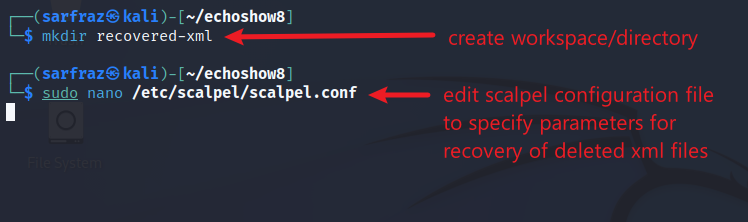 ┌──(sarfraz㉿kali)-[~/echoshow8]
└─$ mkdir recovered-xml
create workspace/directory
┌──(sarfraz㉿kali)-[~/echoshow8]
└─$ sudo nano /etc/scalpel/scalpel.conf
edit scalpel configuration file
to specify parameters for
recovery of deleted xml files
File System